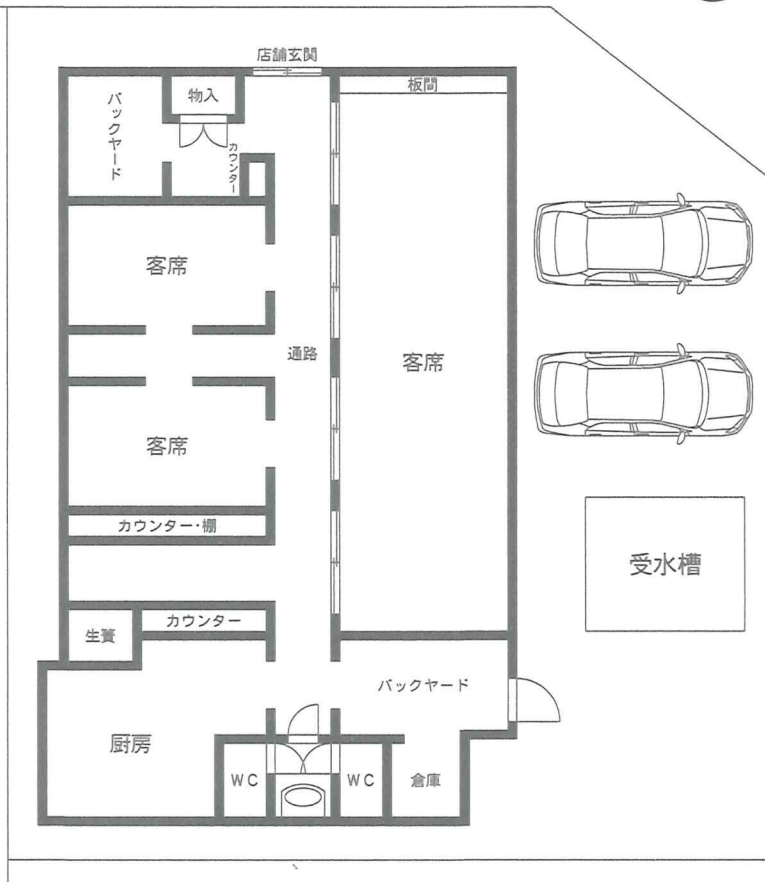 店舗玄関
バックヤード
物入
カウンター
板間
客席
通路
客席
客席
カウンター・棚
受水槽
生簀
カウンター
バックヤード
厨房
WC
WC
倉庫